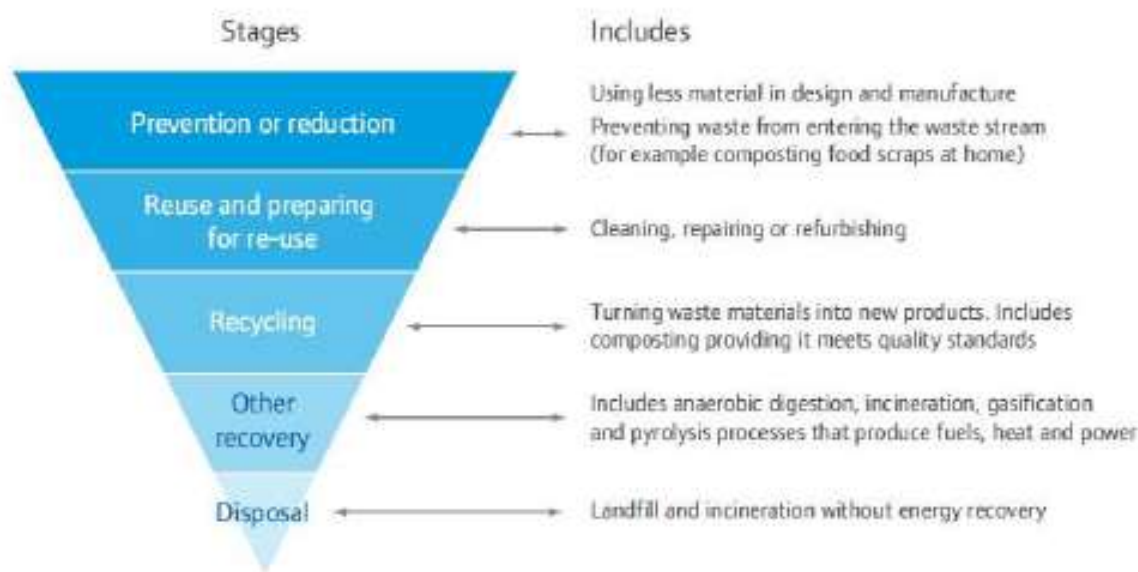 Stages
Includes
Prevention or reduction
Using less material in design and manufacture
Preventing waste from entering the waste stream
(for example composting food scraps at home)
Reuse and preparing
for re-use
Cleaning, repairing or refurbishing
Recycling
Turning waste materials into new products. Includes
composting providing it meets quality standards
Other
recovery
Includes anaerobic digestion, incineration, gasification
and pyrolysis processes that produce fuels, heat and power
Disposal
Landfill and incineration without energy recovery